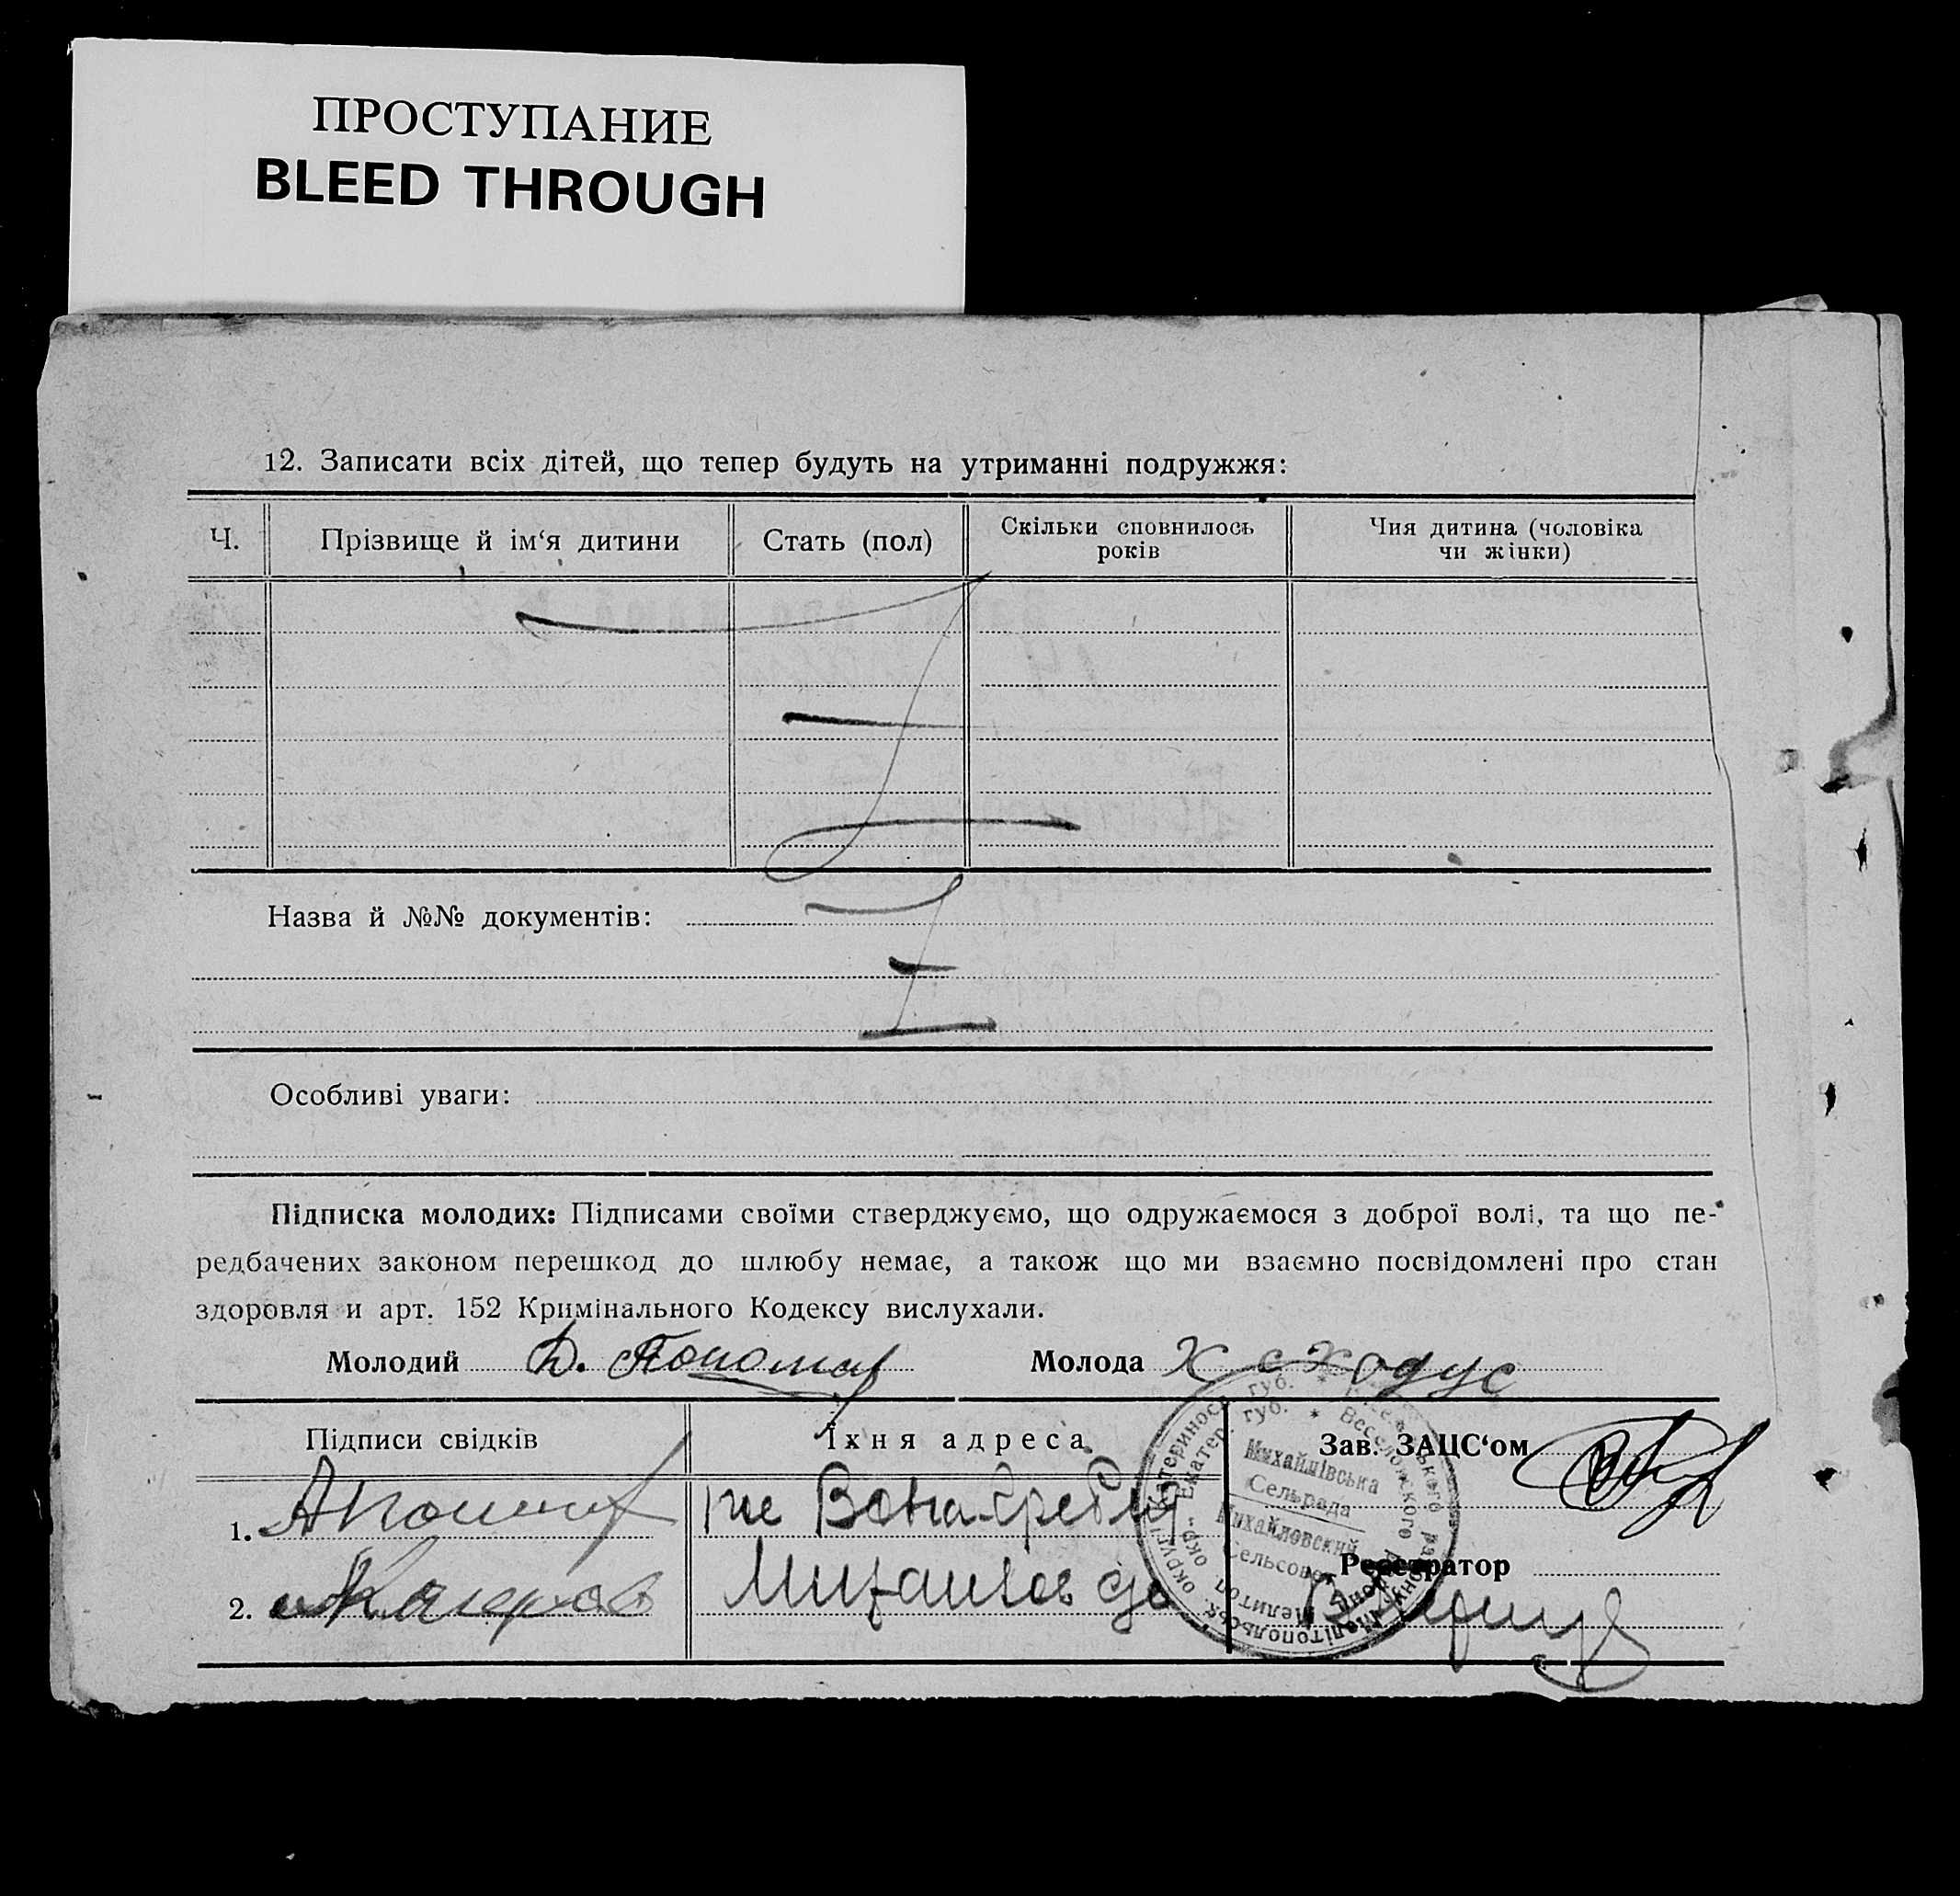 ПРОСТУПАНИЕ
BLEED THROUGH
12. Записати всіх дітей, що тепер будуть на утриманні подружжя:
Ч. Прізвище й ім‘я дитини Стать (пол) Скільки сповнилось років Чия дитина (чоловіка чи жінки)
Назва й №№ документів:
Особливі уваги:
Підписка молодих: Підписами своїми стверджуємо, що одружаємося з доброї волі, та що пе-
редбачених законом перешкод до шлюбу немає, а також що ми взаємно посвідомлені про стан
здоровля и арт. 152 Кримінального Кодексу вислухали.
Молодий Д. Пономар Молода Х сходус
Підписи свідків Їхня адреса Зав. ЗАЦС‘ом
1.
Реєстратор
2.
Михайлівська
Сельрада
Михайловский
Сельсовет